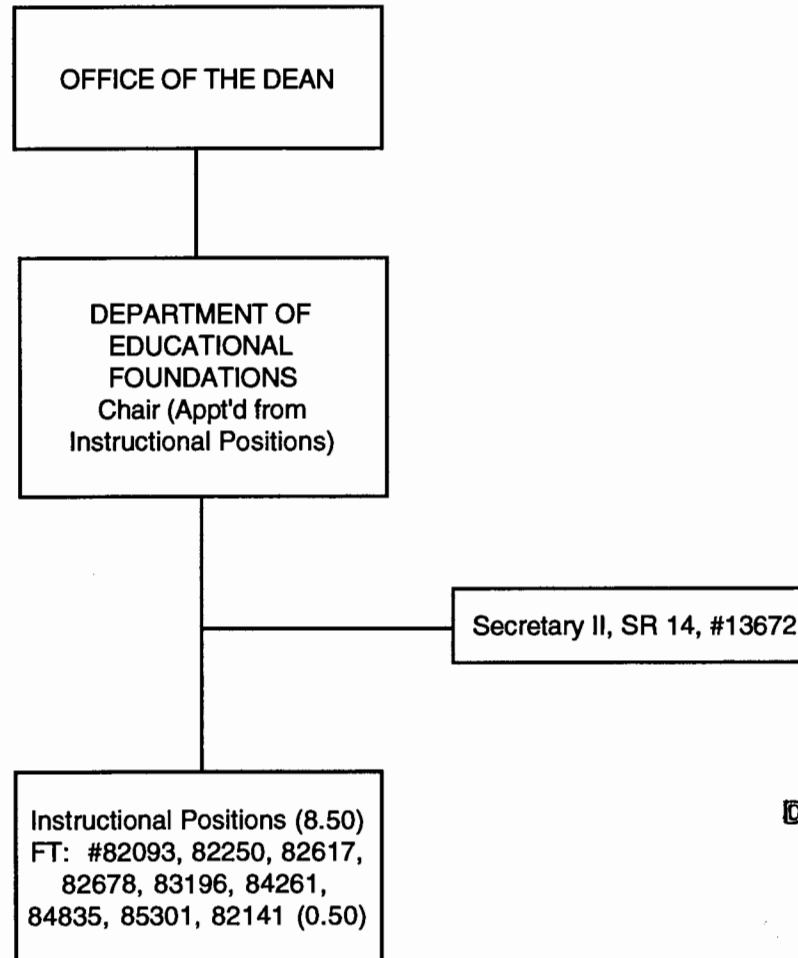 OFFICE OF THE DEAN
DEPARTMENT OF
EDUCATIONAL
FOUNDATIONS
Chair (Appt'd from
Instructional Positions)
Secretary II, SR 14, #13672
Instructional Positions (8.50)
FT: #82093, 82250, 82617,
82678, 83196, 84261,
84835, 85301, 82141 (0.50)